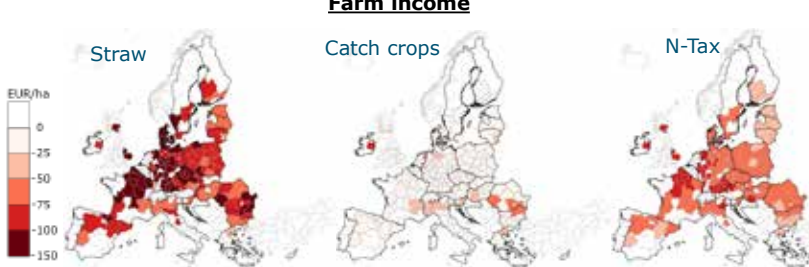 Farm income
Straw
Catch crops
N-Tax
EUR/ha
0
-25
-50
-75
-100
-150